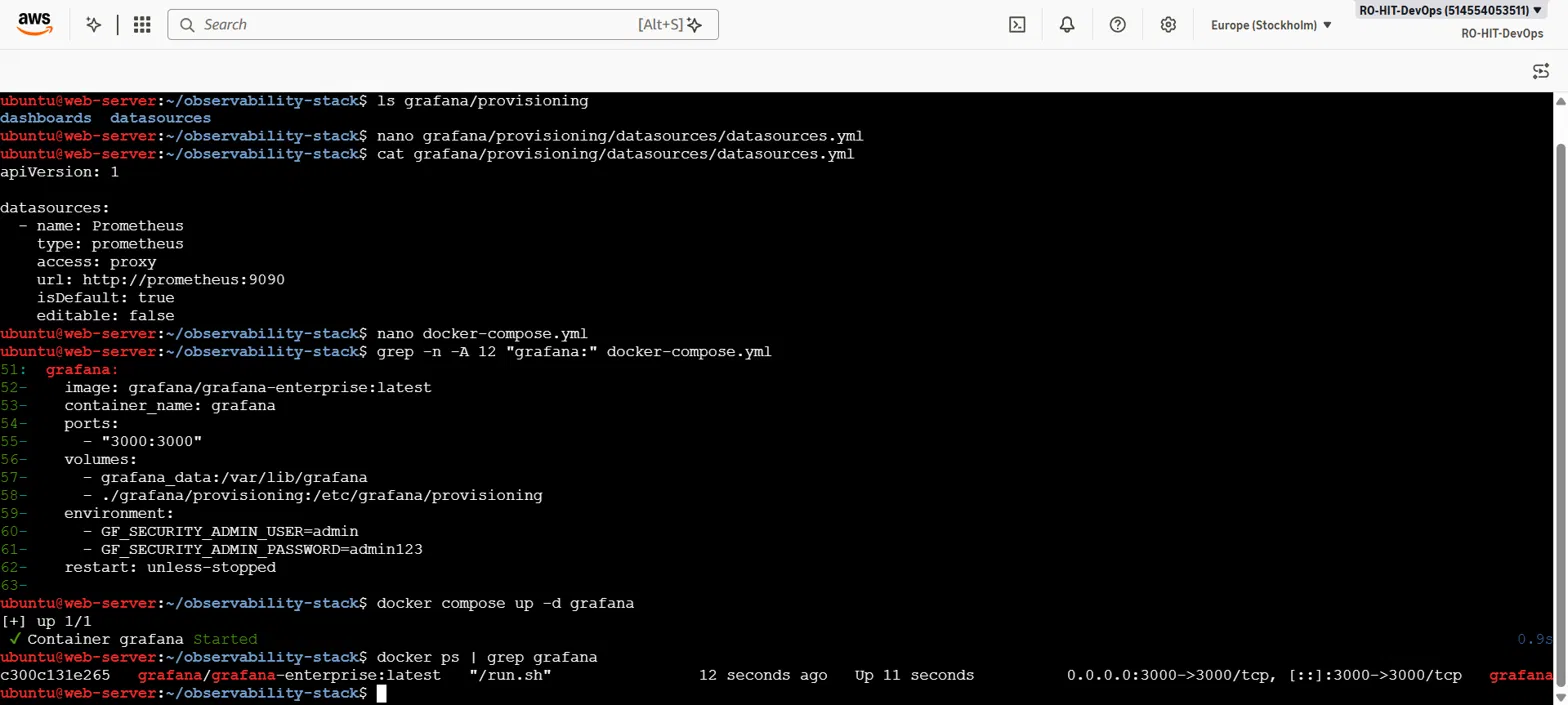 aws
Search
[Alt+S]
Europe (Stockholm) ▼
RO-HIT-DevOps (514554053511) ▼
RO-HIT-DevOps
ubuntu@web-server:~/observability-stack$ ls grafana/provisioning
dashboards  datasources
ubuntu@web-server:~/observability-stack$ nano grafana/provisioning/datasources/datasources.yml
ubuntu@web-server:~/observability-stack$ cat grafana/provisioning/datasources/datasources.yml
apiVersion: 1
datasources:
  - name: Prometheus
    type: prometheus
    access: proxy
    url: http://prometheus:9090
    isDefault: true
    editable: false
ubuntu@web-server:~/observability-stack$ nano docker-compose.yml
ubuntu@web-server:~/observability-stack$ grep -n -A 12 "grafana:" docker-compose.yml
51:  grafana:
52-    image: grafana/grafana-enterprise:latest
53-    container_name: grafana
54-    ports:
55-      - "3000:3000"
56-    volumes:
57-      - grafana_data:/var/lib/grafana
58-      - ./grafana/provisioning:/etc/grafana/provisioning
59-    environment:
60-      - GF_SECURITY_ADMIN_USER=admin
61-      - GF_SECURITY_ADMIN_PASSWORD=admin123
62-    restart: unless-stopped
63-
ubuntu@web-server:~/observability-stack$ docker compose up -d grafana
[+] up 1/1
 ✓ Container grafana Started 0.9s
ubuntu@web-server:~/observability-stack$ docker ps | grep grafana
c300c131e265   grafana/grafana-enterprise:latest   "/run.sh"   12 seconds ago   Up 11 seconds   0.0.0.0:3000->3000/tcp, [::]:3000->3000/tcp   grafana
ubuntu@web-server:~/observability-stack$